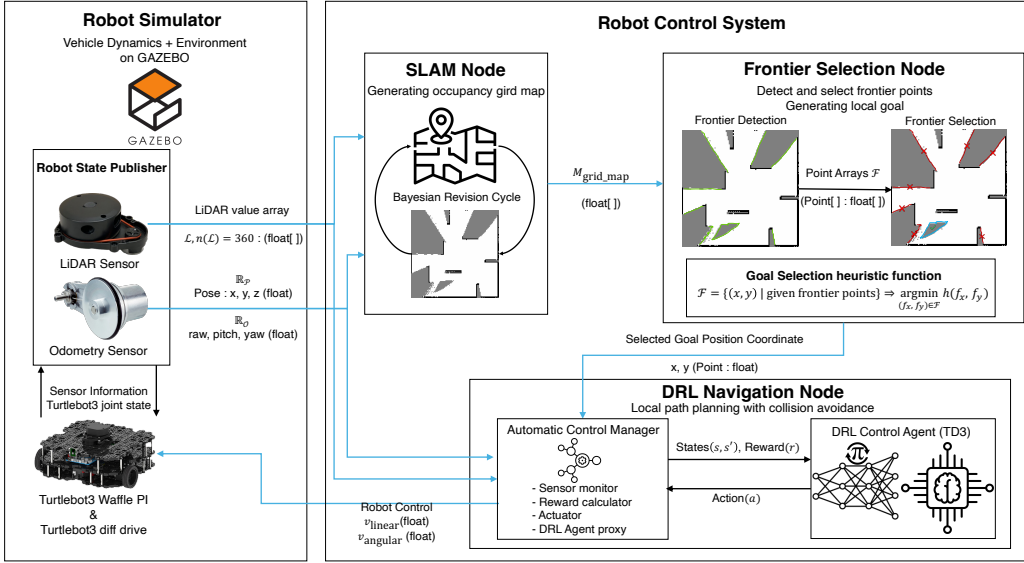 Robot Simulator
Vehicle Dynamics + Environment
on GAZEBO
GAZEBO
Robot State Publisher
LiDAR Sensor
Odometry Sensor
Sensor Information
Turtlebot3 joint state
Turtlebot3 Waffle PI
&
Turtlebot3 diff drive
LiDAR value array
ℒ, n(ℒ) = 360 : (float[ ])
ℝ_𝒫
Pose : x, y, z (float)
ℝ_𝒪
raw, pitch, yaw (float)
Robot Control System
SLAM Node
Generating occupancy gird map
Bayesian Revision Cycle
M_grid_map
(float[ ])
Frontier Selection Node
Detect and select frontier points
Generating local goal
Frontier Detection
Frontier Selection
Point Arrays ℱ
(Point[ ] : float[ ])
Goal Selection heuristic function
ℱ = {(x, y) | given frontier points} ⇒ argmin h(f_x, f_y)
(f_x, f_y)∈ℱ
Selected Goal Position Coordinate
x, y (Point : float)
DRL Navigation Node
Local path planning with collision avoidance
Automatic Control Manager
- Sensor monitor
- Reward calculator
- Actuator
- DRL Agent proxy
States(s, s′), Reward(r)
Action(a)
DRL Control Agent (TD3)
π
f
Robot Control
v_linear(float)
v_angular (float)